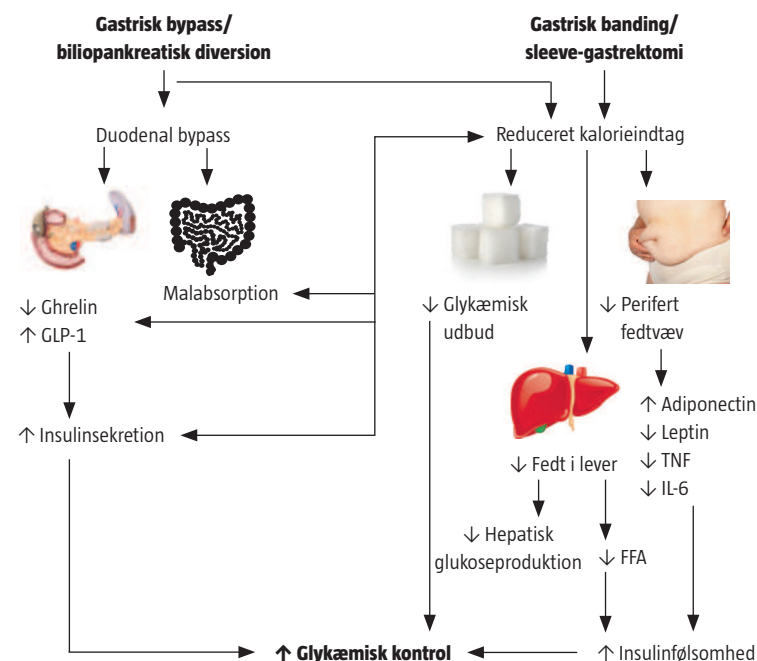 Gastrisk bypass/
biliopankreatisk diversion
Gastrisk banding/
sleeve-gastrektomi
Duodenal bypass
Reduceret kalorieindtag
Malabsorption
↓ Ghrelin
↑ GLP-1
↓ Glykæmisk
udbud
↓ Perifert
fedtvæv
↑ Insulinsekretion
↑ Adiponectin
↓ Leptin
↓ TNF
↓ IL-6
↓ Fedt i lever
↓ Hepatisk
glukoseproduktion
↓ FFA
↑ Glykæmisk kontrol
↑ Insulinfølsomhed